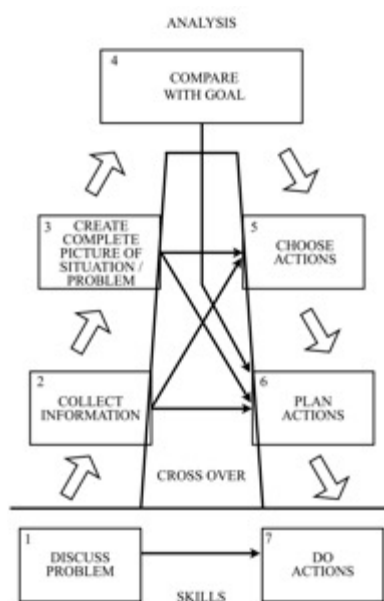 ANALYSIS
4
COMPARE
WITH GOAL
3
CREATE
COMPLETE
PICTURE OF
SITUATION /
PROBLEM
5
CHOOSE
ACTIONS
2
COLLECT
INFORMATION
6
PLAN
ACTIONS
CROSS OVER
1
DISCUSS
PROBLEM
7
DO
ACTIONS
SKILLS